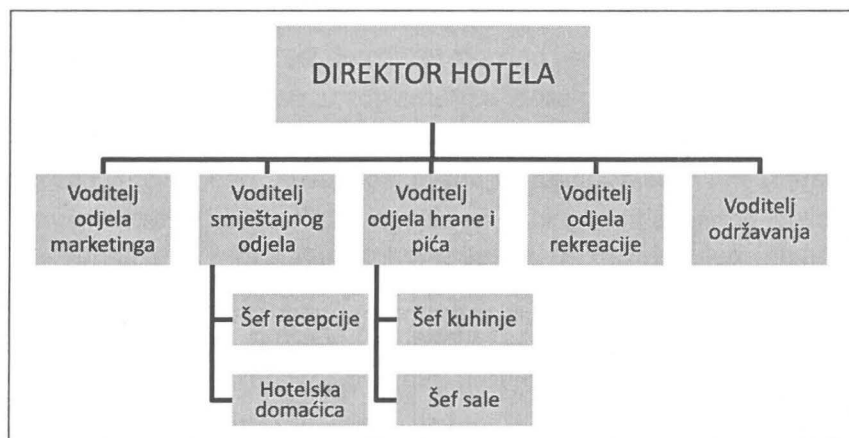 DIREKTOR HOTELA
Voditelj
odjela
marketinga
Voditelj
smještajnog
odjela
Voditelj
odjela hrane i
pića
Voditelj
odjela
rekreacije
Voditelj
održavanja
Šef recepcije
Hotelska
domaćica
Šef kuhinje
Šef sale